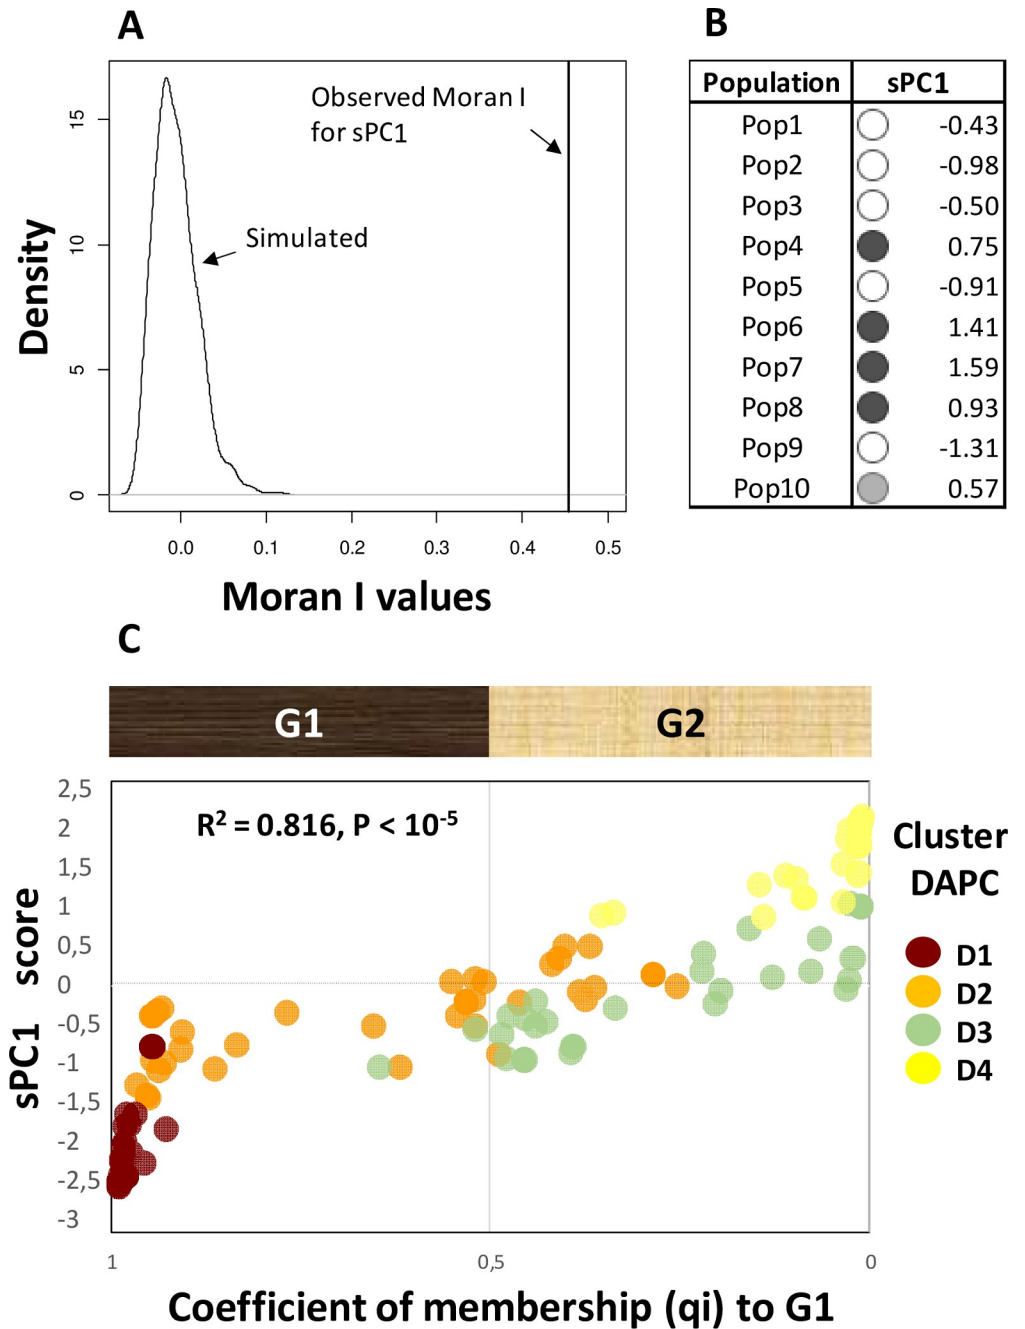 A
Observed Moran I
for sPC1
Simulated
Density
15
10
5
0
0.0 0.1 0.2 0.3 0.4 0.5
Moran I values
B
Population sPC1
Pop1 -0.43
Pop2 -0.98
Pop3 -0.50
Pop4 0.75
Pop5 -0.91
Pop6 1.41
Pop7 1.59
Pop8 0.93
Pop9 -1.31
Pop10 0.57
C
G1 G2
R² = 0.816, P < 10⁻⁵
sPC1 score
2,5
2
1,5
1
0,5
0
-0,5
-1
-1,5
-2
-2,5
-3
1 0,5 0
Coefficient of membership (qi) to G1
Cluster
DAPC
D1
D2
D3
D4